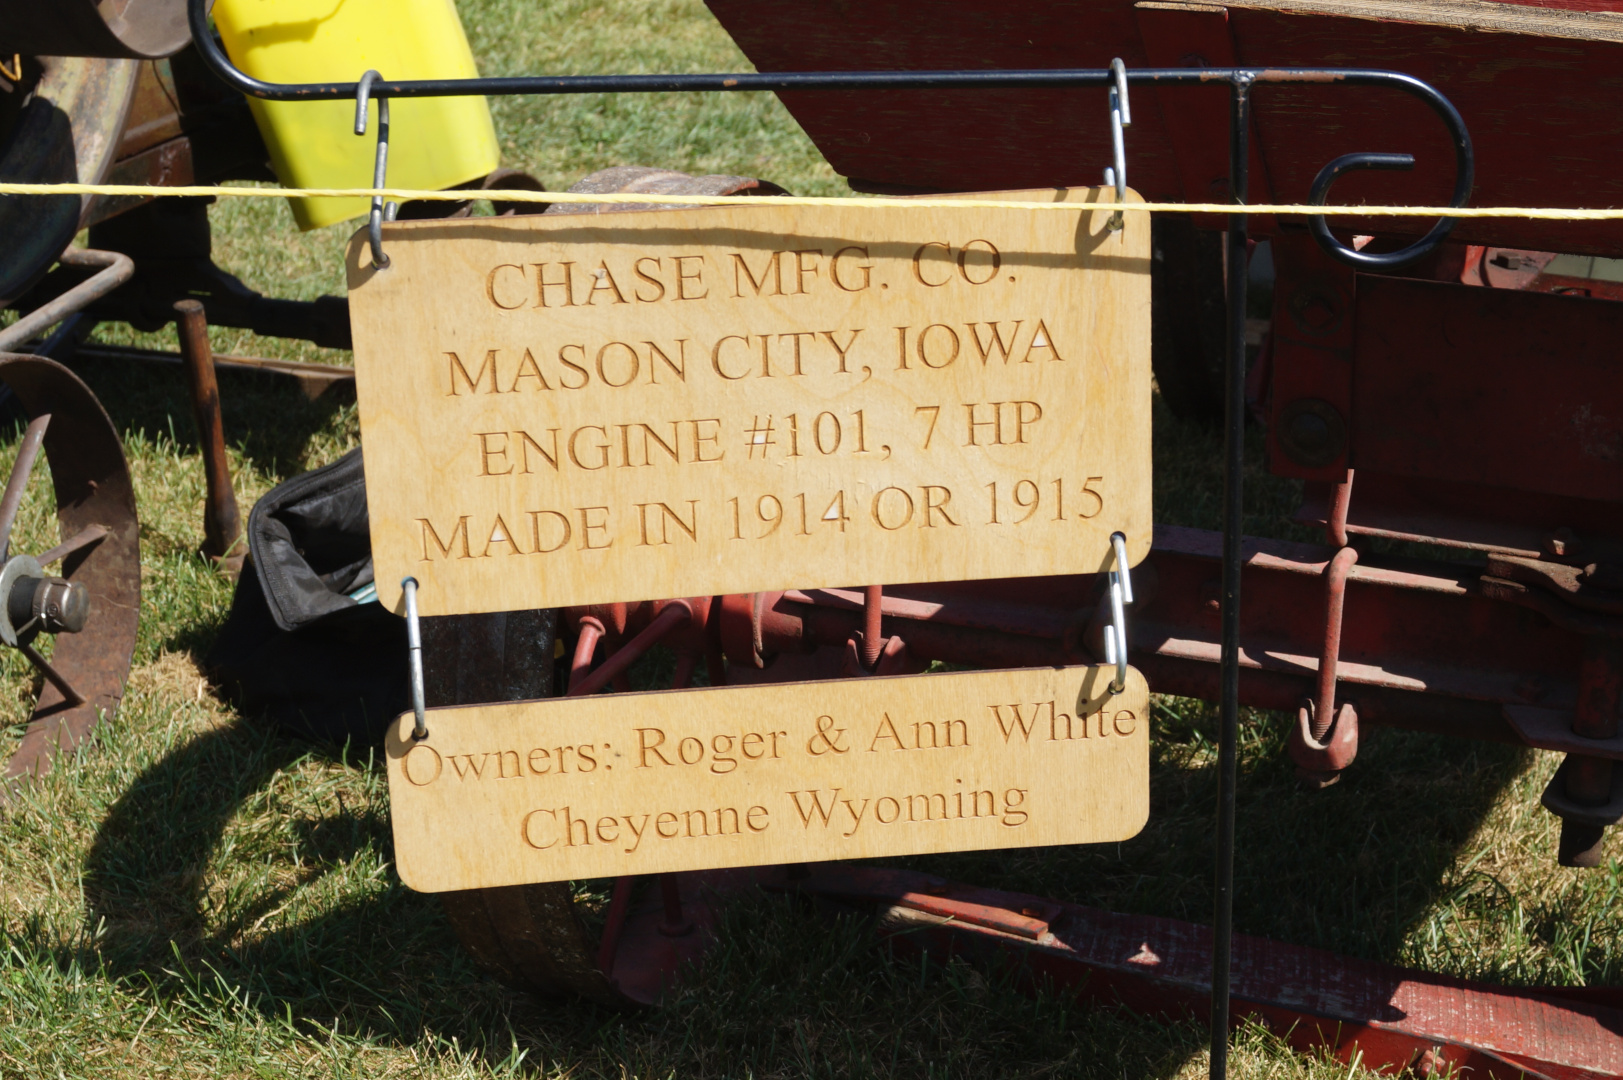 CHASE MFG. CO.
MASON CITY, IOWA
ENGINE #101, 7 HP
MADE IN 1914 OR 1915
Owners: Roger & Ann White
Cheyenne Wyoming